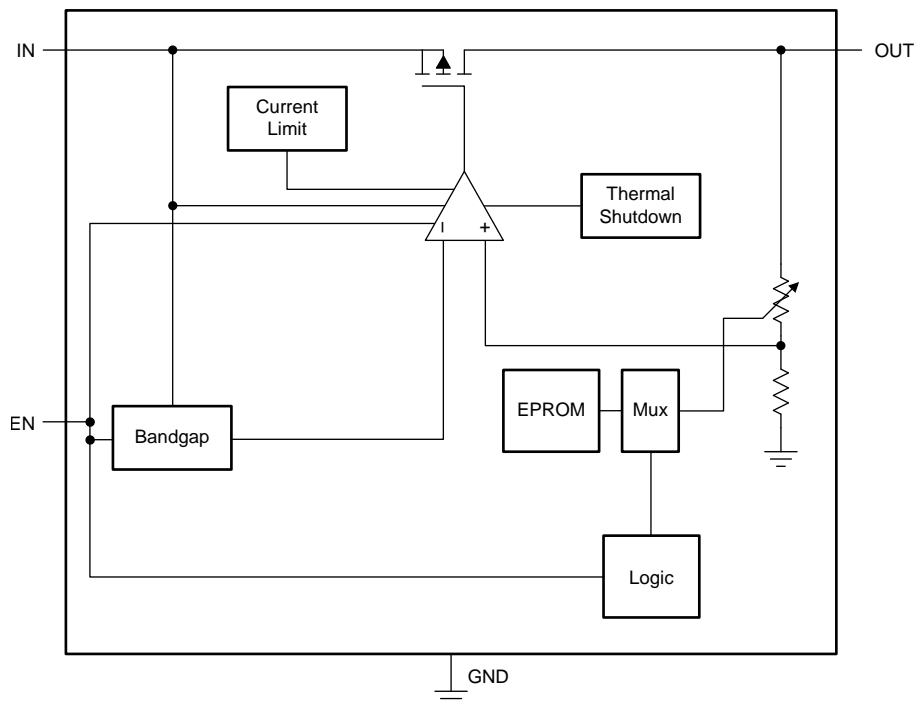 IN
OUT
Current
Limit
Thermal
Shutdown
− +
EPROM
Mux
EN
Bandgap
Logic
GND